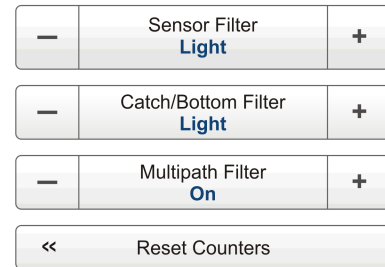 — Sensor Filter +
Light
— Catch/Bottom Filter +
Light
— Multipath Filter +
On
« Reset Counters